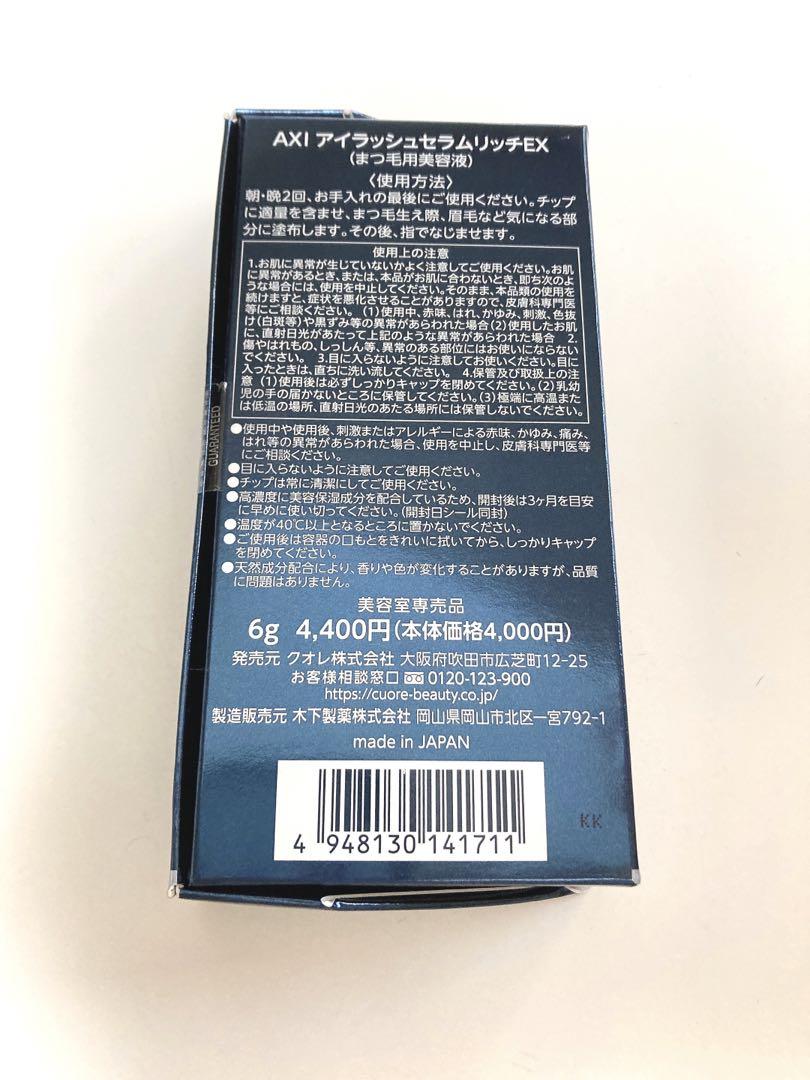 AXI アイラッシュセラムリッチEX
(まつ毛用美容液)
〈使用方法〉
朝・晩2回、お手入れの最後にご使用ください。チップ
に適量を含ませ、まつ毛生え際、眉毛など気になる部
分に塗布します。その後、指でなじませます。
使用上の注意
1.お肌に異常が生じていないかよく注意してご使用ください。お肌
に異常があるとき、または、本品がお肌に合わないとき、即ち次のよ
うな場合には、使用を中止してください。そのまま、本品類の使用を
続けますと、症状を悪化させることがありますので、皮膚科専門医
等にご相談ください。 (1)使用中、赤味、はれ、かゆみ、刺激、色抜
け(白斑等)や黒ずみ等の異常があらわれた場合 (2)使用したお肌
に、直射日光があたって上記のような異常があらわれた場合 2.
傷やはれもの、しっしん等、異常のある部位にはお使いにならない
でください。 3.目に入らないように注意してお使いください。目に
入ったときは、直ちに洗い流してください。 4.保管及び取扱上の注
意 (1)使用後は必ずしっかりキャップを閉めてください。(2)乳幼
児の手の届かないところに保管してください。(3)極端に高温また
は低温の場所、直射日光のあたる場所には保管しないでください。
●使用中や使用後、刺激またはアレルギーによる赤味、かゆみ、痛み、
はれ等の異常があらわれた場合、使用を中止し、皮膚科専門医等
にご相談ください。
●目に入らないように注意してご使用ください。
●チップは常に清潔にしてご使用ください。
●高濃度に美容保湿成分を配合しているため、開封後は3ヶ月を目安
に早めに使い切ってください。(開封日シール同封)
●温度が40℃以上となるところに置かないでください。
●ご使用後は容器の口もとをきれいに拭いてから、しっかりキャップ
を閉めてください。
●天然成分配合により、香りや色が変化することがありますが、品質
に問題はありません。
美容室専売品
6g 4,400円(本体価格4,000円)
発売元 クオレ株式会社 大阪府吹田市広芝町12-25
お客様相談窓口 0120-123-900
https://cuore-beauty.co.jp/
製造販売元 木下製薬株式会社 岡山県岡山市北区一宮792-1
made in JAPAN
4 948130 141711
KK
GUARANTEED